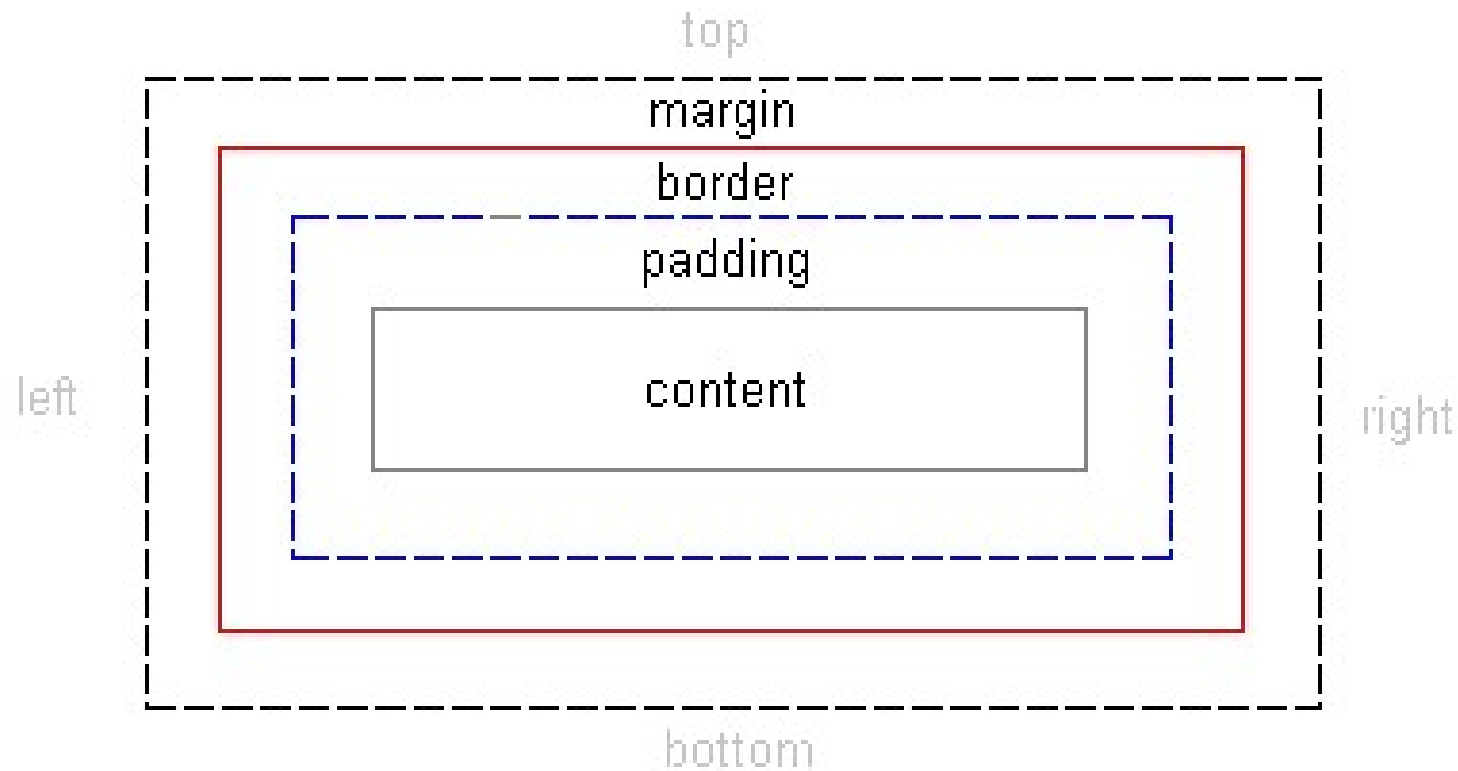 top
margin
border
padding
content
left
right
bottom